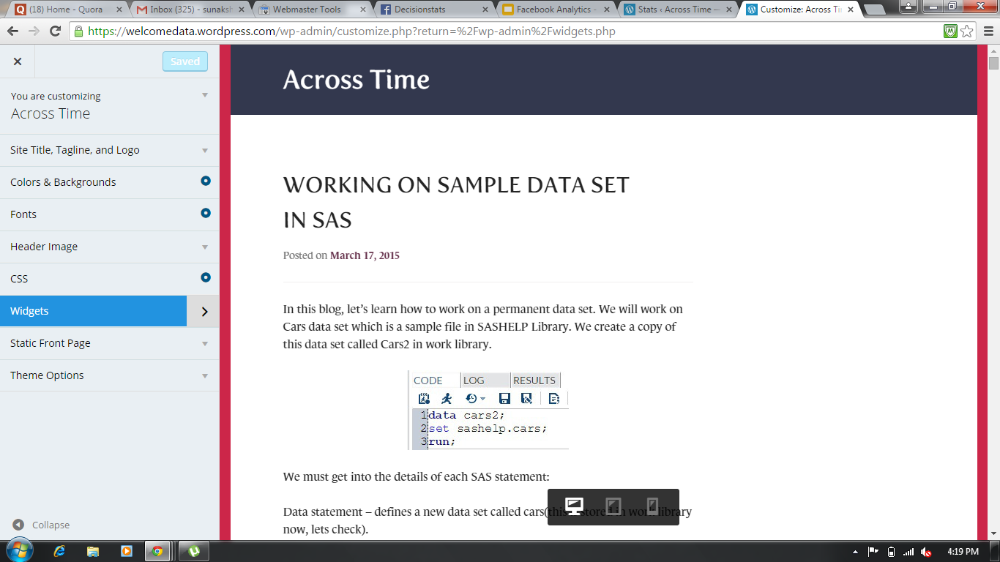 (18) Home - Quora
Inbox (325) - sunaksh
Webmaster Tools
Decisionstats
Facebook Analytics -
Stats ‹ Across Time —
Customize: Across Ti
https://welcomedata.wordpress.com/wp-admin/customize.php?return=%2Fwp-admin%2Fwidgets.php
Saved
You are customizing
Across Time
Site Title, Tagline, and Logo
Colors & Backgrounds
Fonts
Header Image
CSS
Widgets
Static Front Page
Theme Options
Collapse
Across Time
WORKING ON SAMPLE DATA SET
IN SAS
Posted on March 17, 2015
In this blog, let's learn how to work on a permanent data set. We will work on
Cars data set which is a sample file in SASHELP Library. We create a copy of
this data set called Cars2 in work library.
CODE LOG RESULTS
1 data cars2;
2 set sashelp.cars;
3 run;
We must get into the details of each SAS statement:
Data statement – defines a new data set called cars(this is stored in work library
now, lets check).
4:19 PM